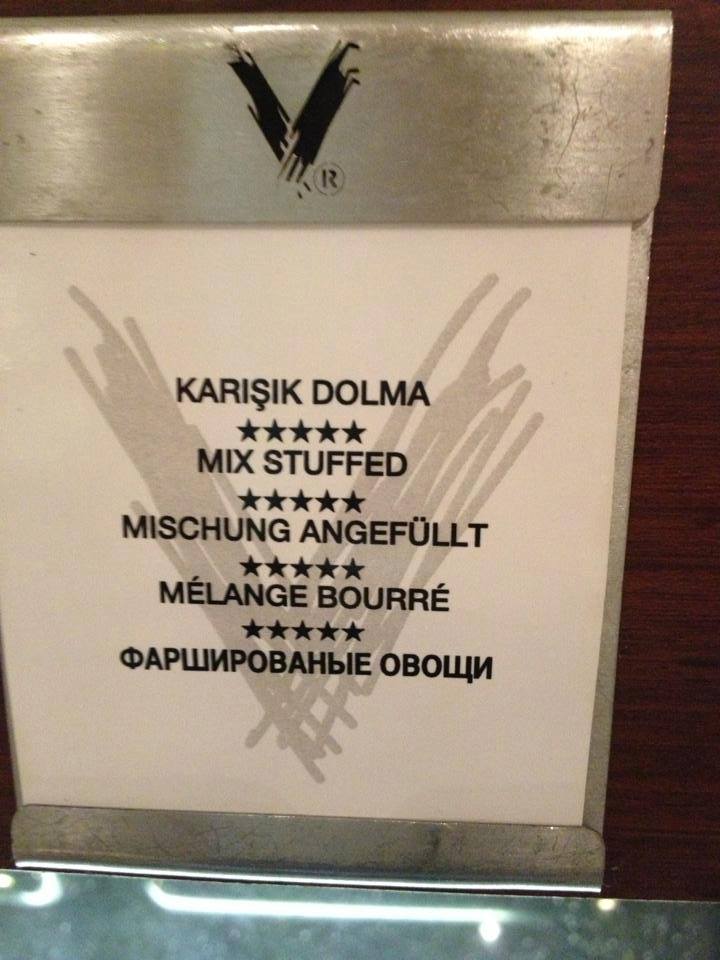 V
®
KARIŞIK DOLMA
★★★★★
MIX STUFFED
★★★★★
MISCHUNG ANGEFÜLLT
★★★★★
MÉLANGE BOURRÉ
★★★★★
ФАРШИРОВАНЫЕ ОВОЩИ